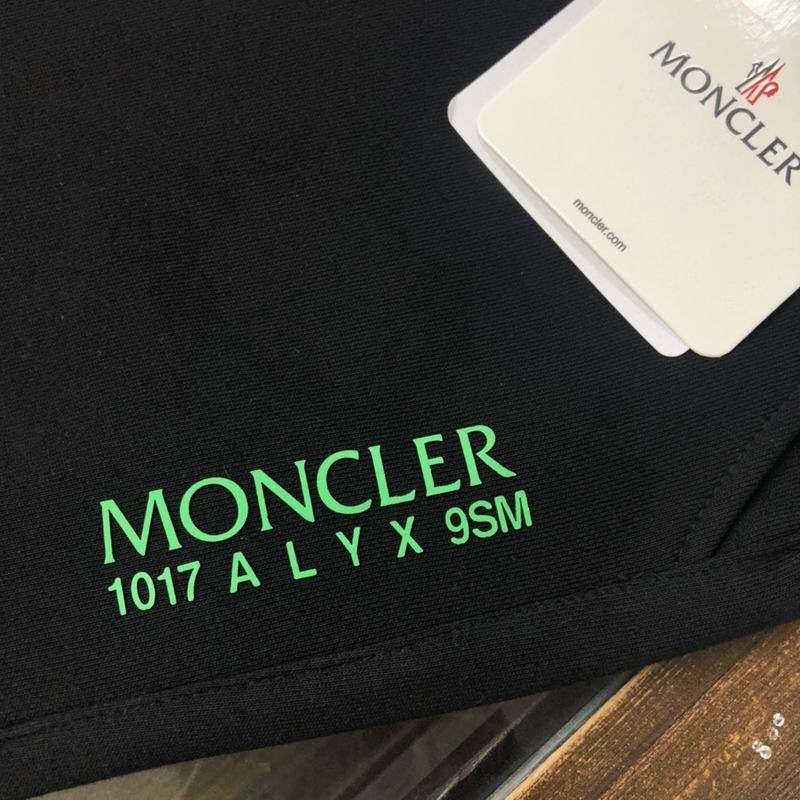 MONCLER
moncler.com
MONCLER
1017 A L Y X 9SM